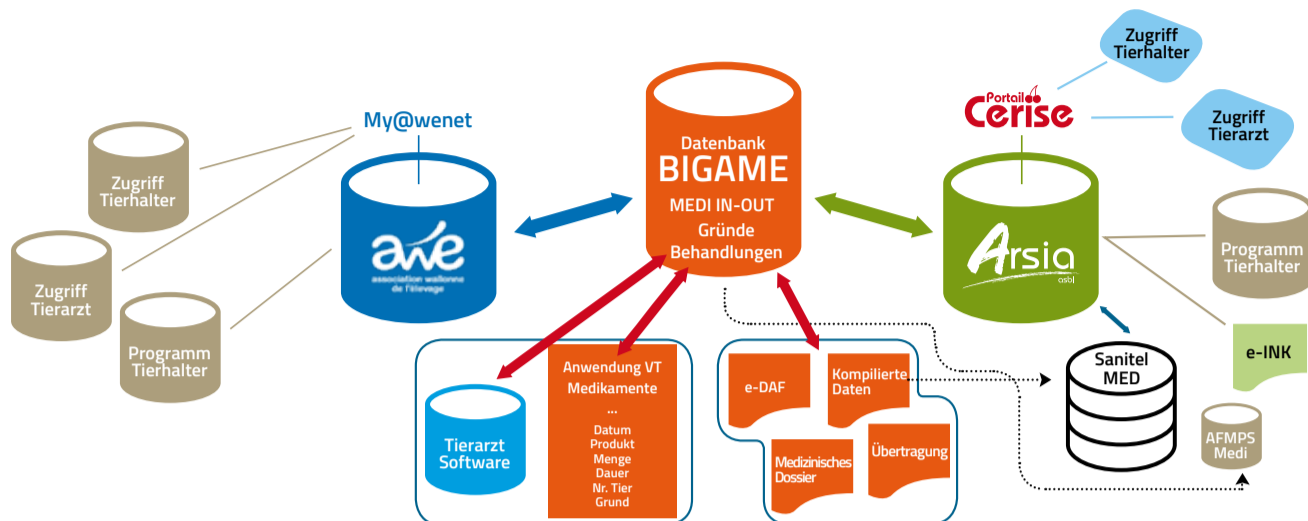 My@wenet
Zugriff
Tierhalter
Zugriff
Tierarzt
Programm
Tierhalter
awe
association wallonne
de l'élevage
Datenbank
BIGAME
MEDI IN-OUT
Gründe
Behandlungen
Portail
Cerise
Zugriff
Tierhalter
Zugriff
Tierarzt
Arsia
asbl
Programm
Tierhalter
e-INK
Sanitel
MED
AFMPS
Medi
Tierarzt
Software
Anwendung VT
Medikamente
...
Datum
Produkt
Menge
Dauer
Nr. Tier
Grund
e-DAF
Kompilierte
Daten
Medizinisches
Dossier
Übertragung